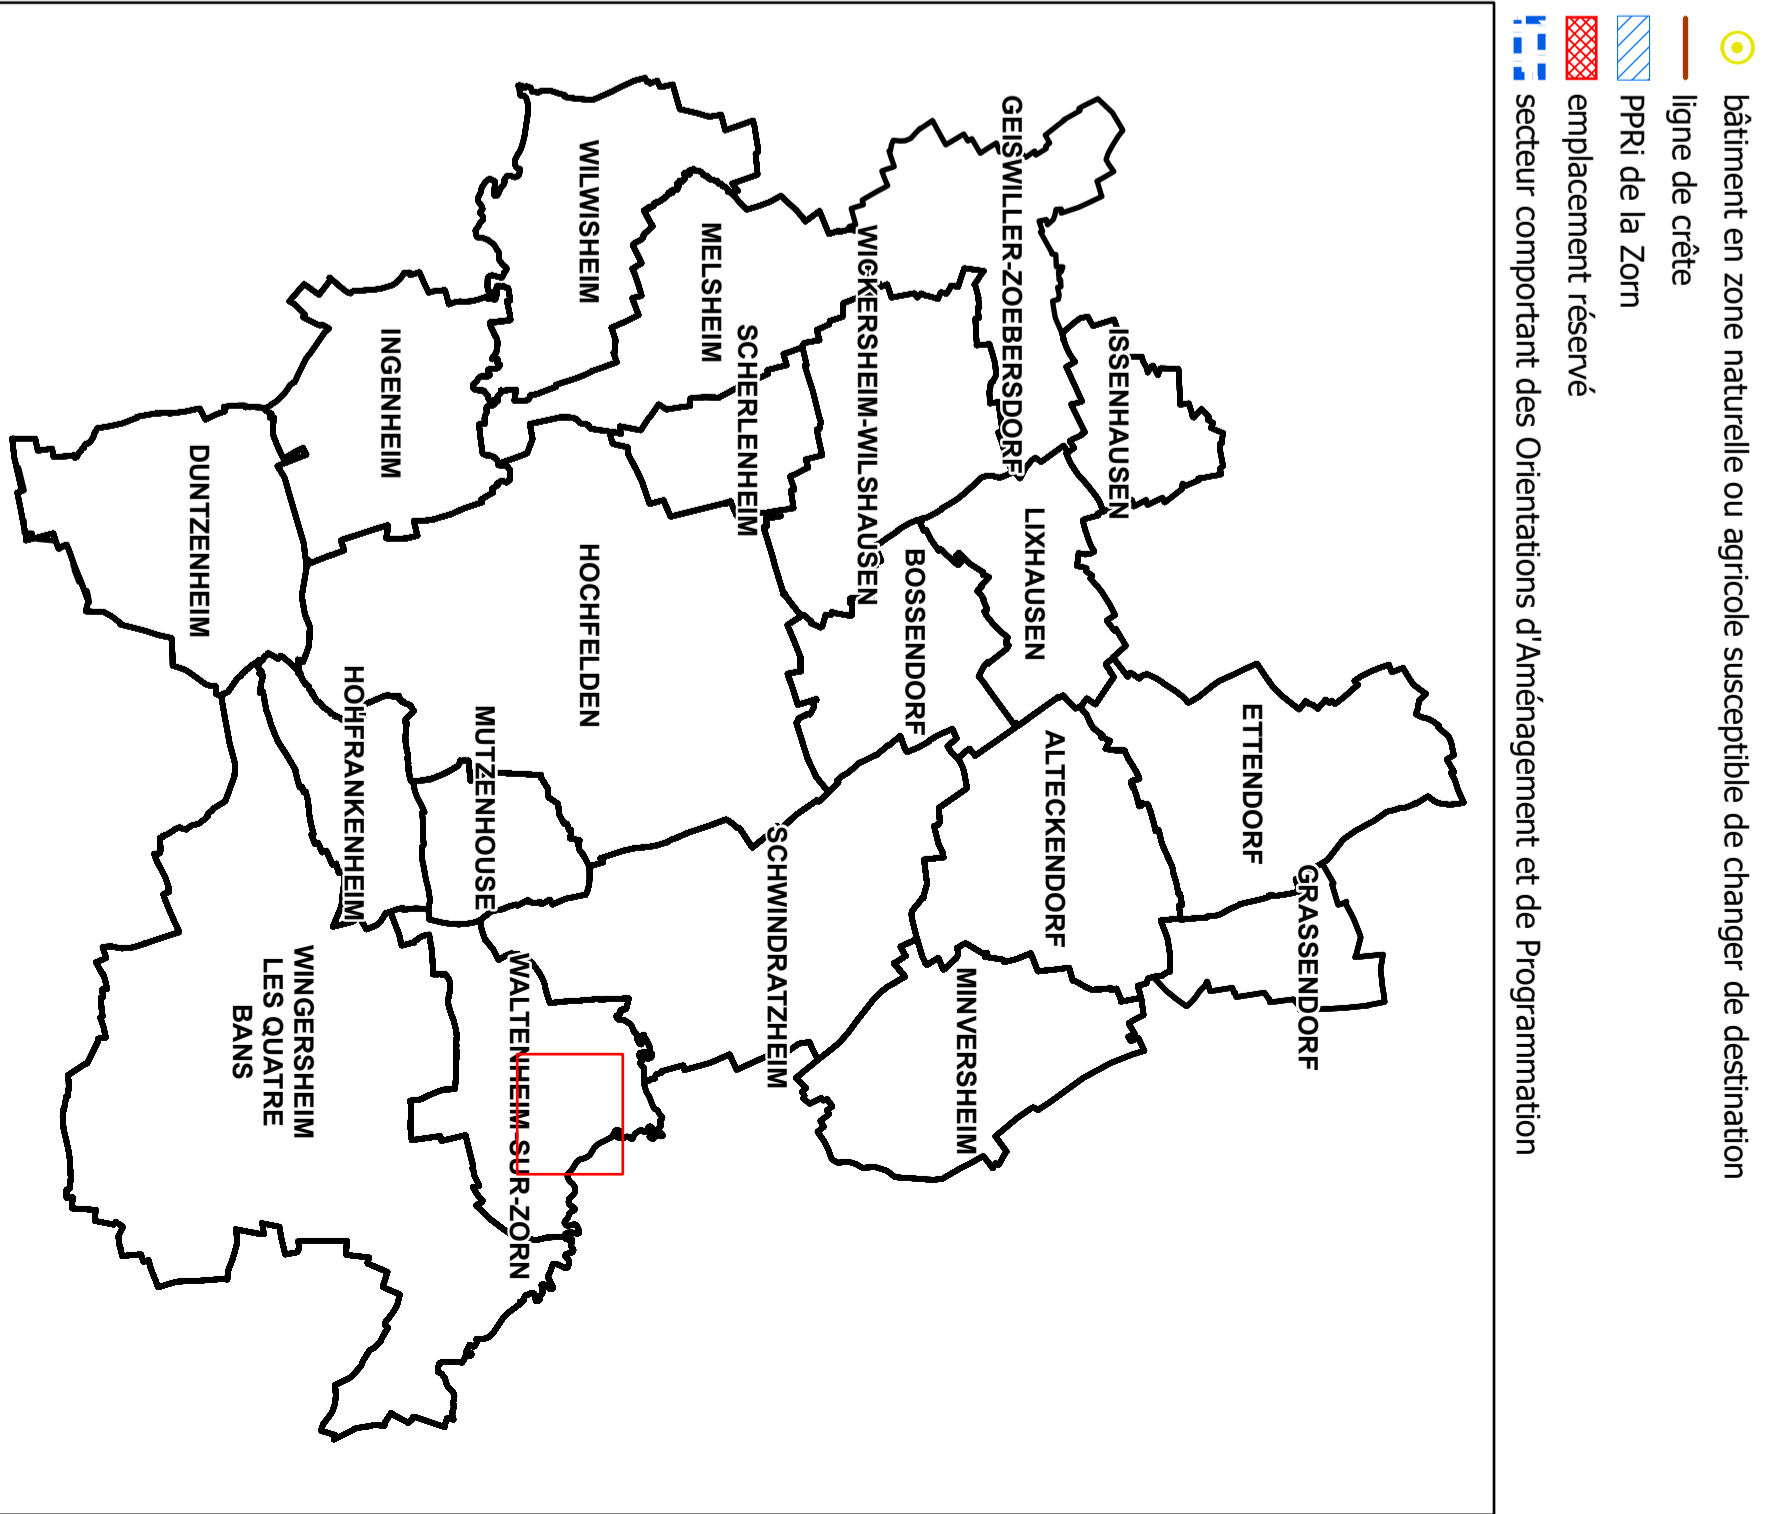 bâtiment en zone naturelle ou agricole susceptible de changer de destination
ligne de crête
PPRi de la Zorn
emplacement réservé
secteur comportant des Orientations d'Aménagement et de Programmation
ETTENDORF
GRASSENDORF
ISSENHAUSEN
ALTECKENDORF
LIXHAUSEN
GEISWILLER-ZOEBERSDORF
MINVERSHEIM
BOSSENDORF
WICKERSHEIM-WILSHAUSEN
SCHWINDRATZHEIM
SCHERLENHEIM
MELSHEIM
WILWISHEIM
HOCHFELDEN
WALTENHEIM-SUR-ZORN
MUTZENHOUSE
INGENHEIM
HOHFRANKENHEIM
WINGERSHEIM
LES QUATRE
BANS
DUNTZENHEIM